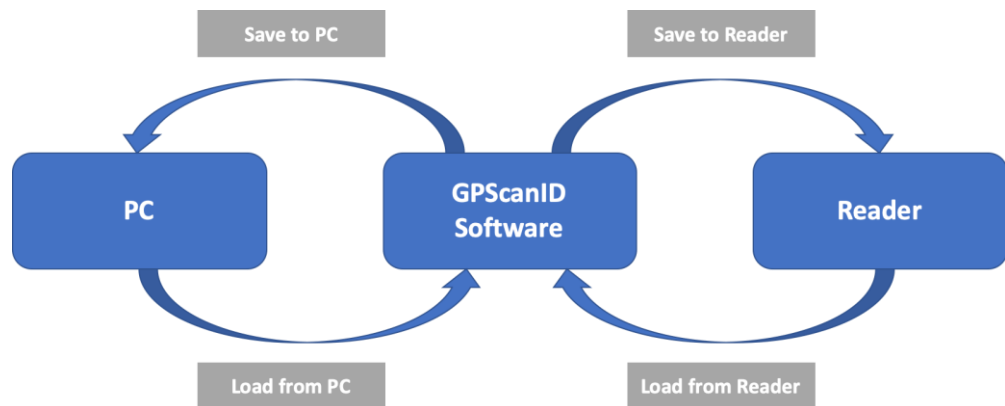 Save to PC
Save to Reader
PC
GPScanID
Software
Reader
Load from PC
Load from Reader